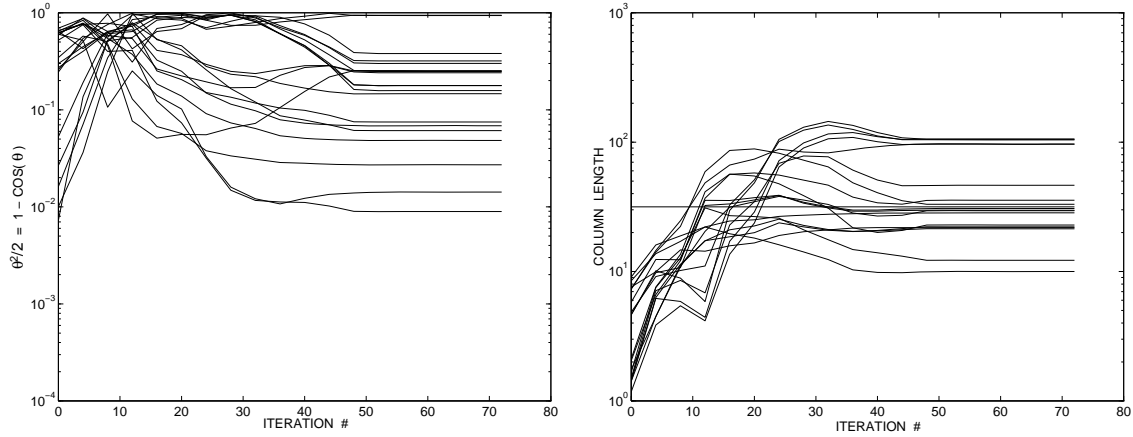 10^0
10^-1
10^-2
10^-3
10^-4
θ^2/2 = 1 − COS(θ)
0 10 20 30 40 50 60 70 80
ITERATION #
10^3
10^2
10^1
10^0
COLUMN LENGTH
0 10 20 30 40 50 60 70 80
ITERATION #